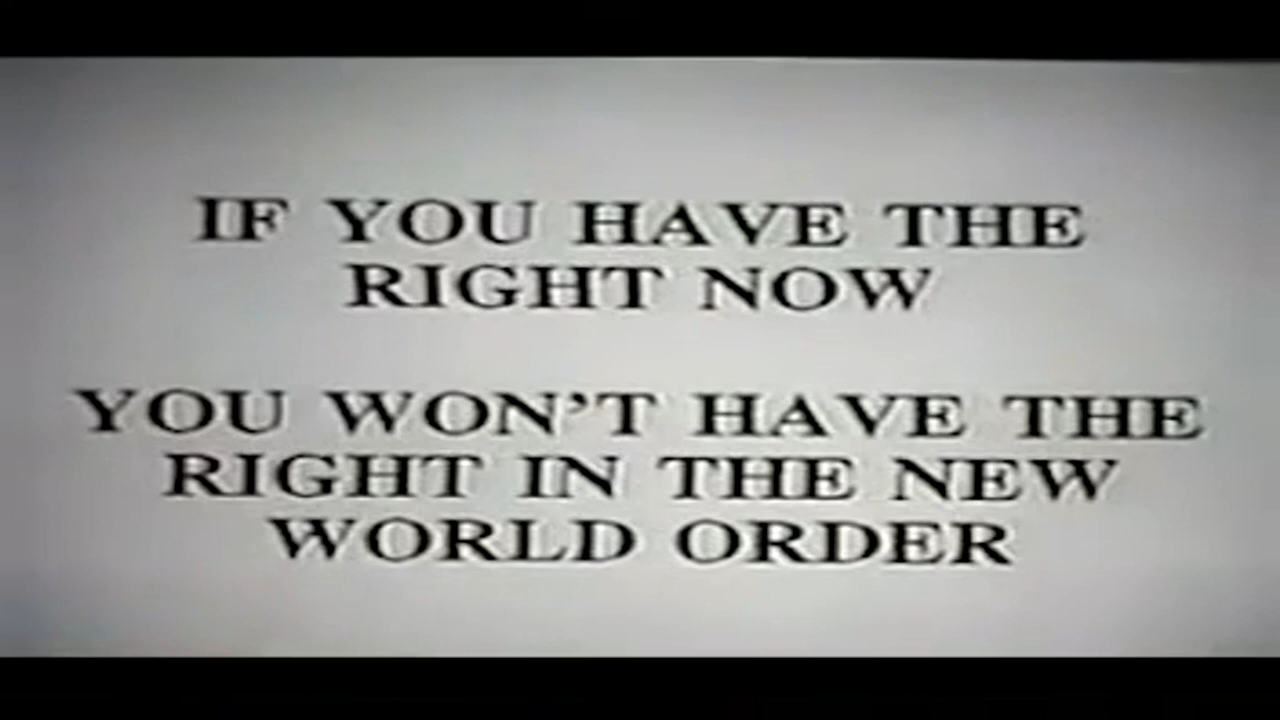 IF YOU HAVE THE
RIGHT NOW
YOU WON'T HAVE THE
RIGHT IN THE NEW
WORLD ORDER